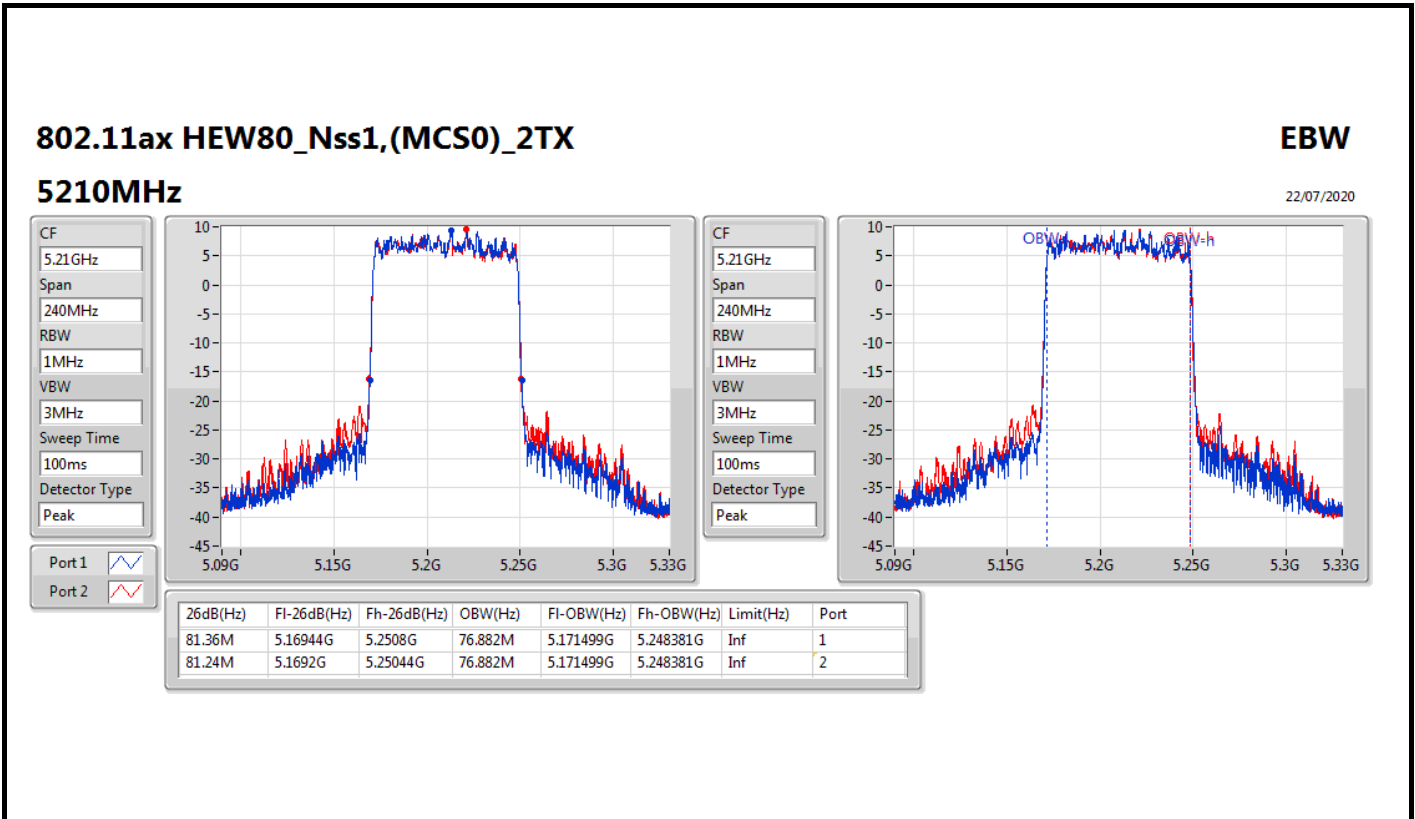 802.11ax HEW80_Nss1,(MCS0)_2TX
EBW
5210MHz
22/07/2020
CF
5.21GHz
Span
240MHz
RBW
1MHz
VBW
3MHz
Sweep Time
100ms
Detector Type
Peak
Port 1
Port 2
10
5
0
-5
-10
-15
-20
-25
-30
-35
-40
-45
5.09G 5.15G 5.2G 5.25G 5.3G 5.33G
CF
5.21GHz
Span
240MHz
RBW
1MHz
VBW
3MHz
Sweep Time
100ms
Detector Type
Peak
10
5
0
-5
-10
-15
-20
-25
-30
-35
-40
-45
OBW-h
5.09G 5.15G 5.2G 5.25G 5.3G 5.33G
26dB(Hz) Fl-26dB(Hz) Fh-26dB(Hz) OBW(Hz) Fl-OBW(Hz) Fh-OBW(Hz) Limit(Hz) Port
81.36M 5.16944G 5.2508G 76.882M 5.171499G 5.248381G Inf 1
81.24M 5.1692G 5.25044G 76.882M 5.171499G 5.248381G Inf 2